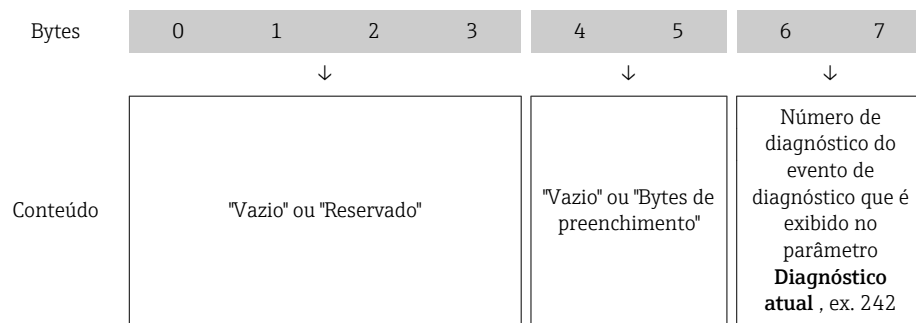 Bytes 0 1 2 3 4 5 6 7
↓ ↓ ↓
Conteúdo
"Vazio" ou "Reservado"
"Vazio" ou "Bytes de
preenchimento"
Número de
diagnóstico do
evento de
diagnóstico que é
exibido no
parâmetro
Diagnóstico
atual , ex. 242